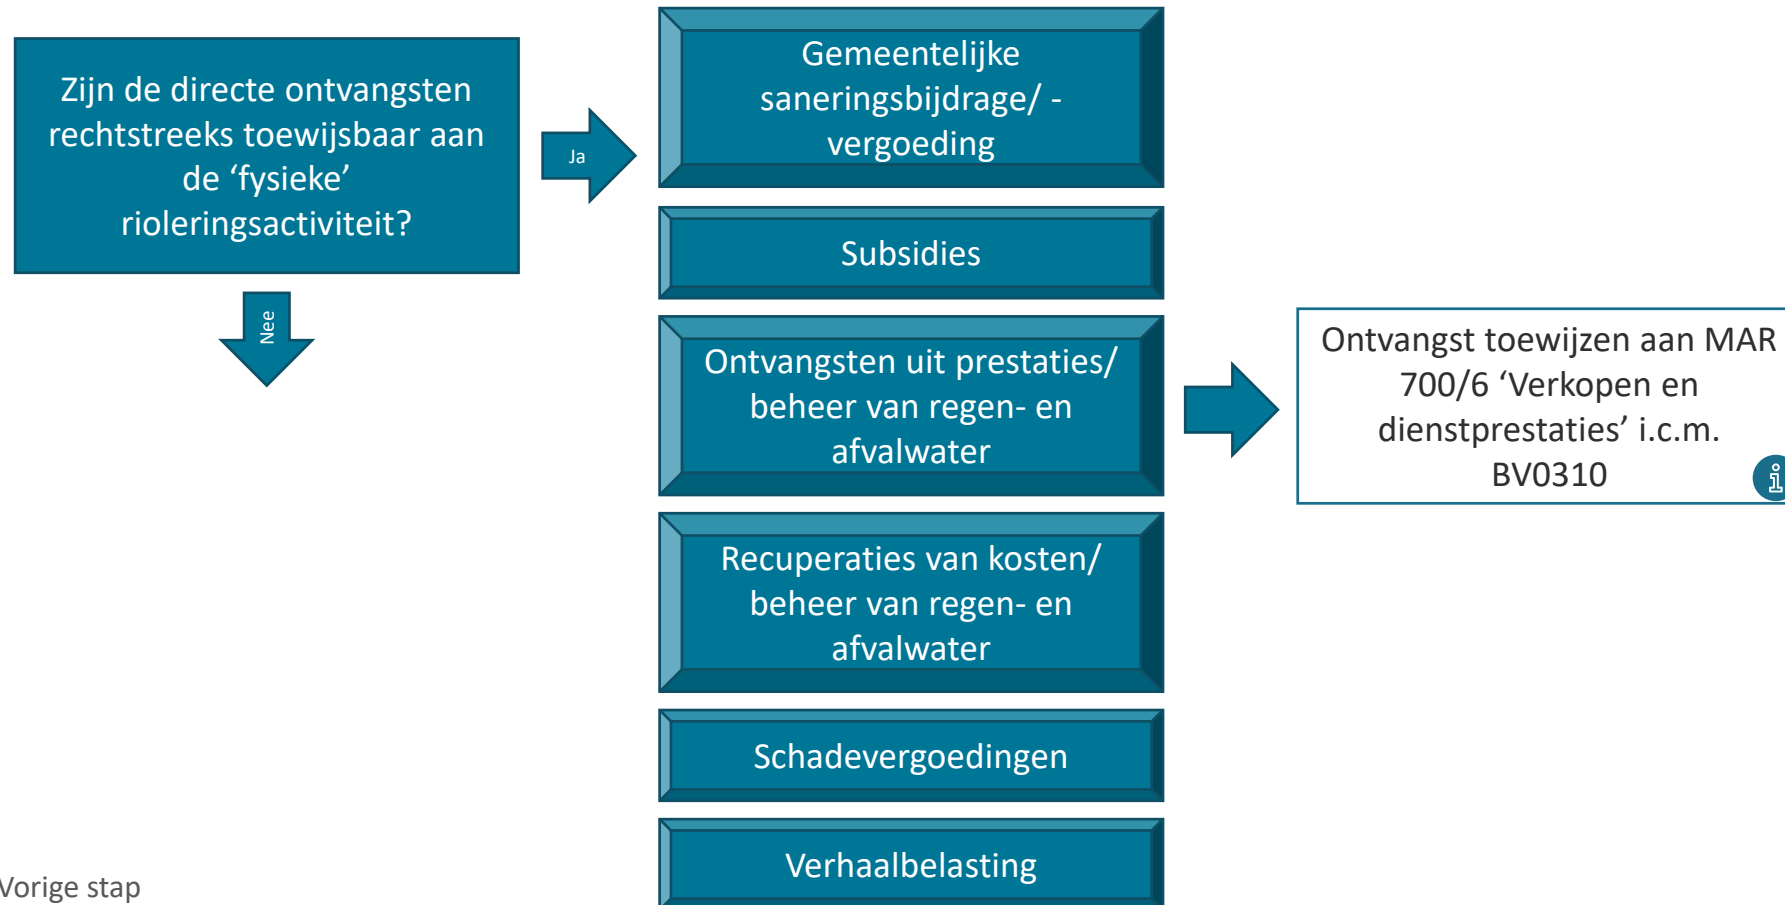 Zijn de directe ontvangsten
rechtstreeks toewijsbaar aan
de ‘fysieke’
rioleringsactiviteit?
Ja
Nee
Gemeentelijke
saneringsbijdrage/ -
vergoeding
Subsidies
Ontvangsten uit prestaties/
beheer van regen- en
afvalwater
Ontvangst toewijzen aan MAR
700/6 ‘Verkopen en
dienstprestaties’ i.c.m.
BV0310
Recuperaties van kosten/
beheer van regen- en
afvalwater
Schadevergoedingen
Verhaalbelasting
Vorige stap